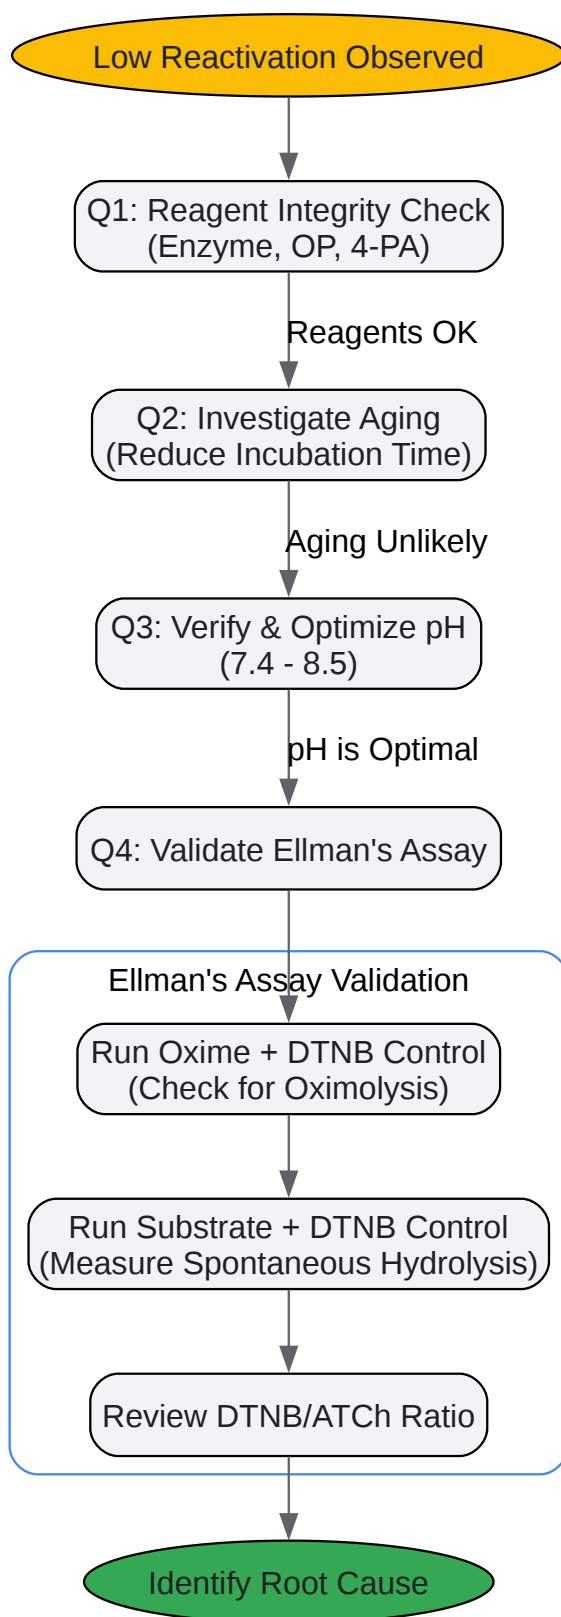 Low Reactivation Observed
Q1: Reagent Integrity Check
(Enzyme, OP, 4-PA)
Reagents OK
Q2: Investigate Aging
(Reduce Incubation Time)
Aging Unlikely
Q3: Verify & Optimize pH
(7.4 - 8.5)
pH is Optimal
Q4: Validate Ellman's Assay
Ellman's Assay Validation
Run Oxime + DTNB Control
(Check for Oximolysis)
Run Substrate + DTNB Control
(Measure Spontaneous Hydrolysis)
Review DTNB/ATCh Ratio
Identify Root Cause